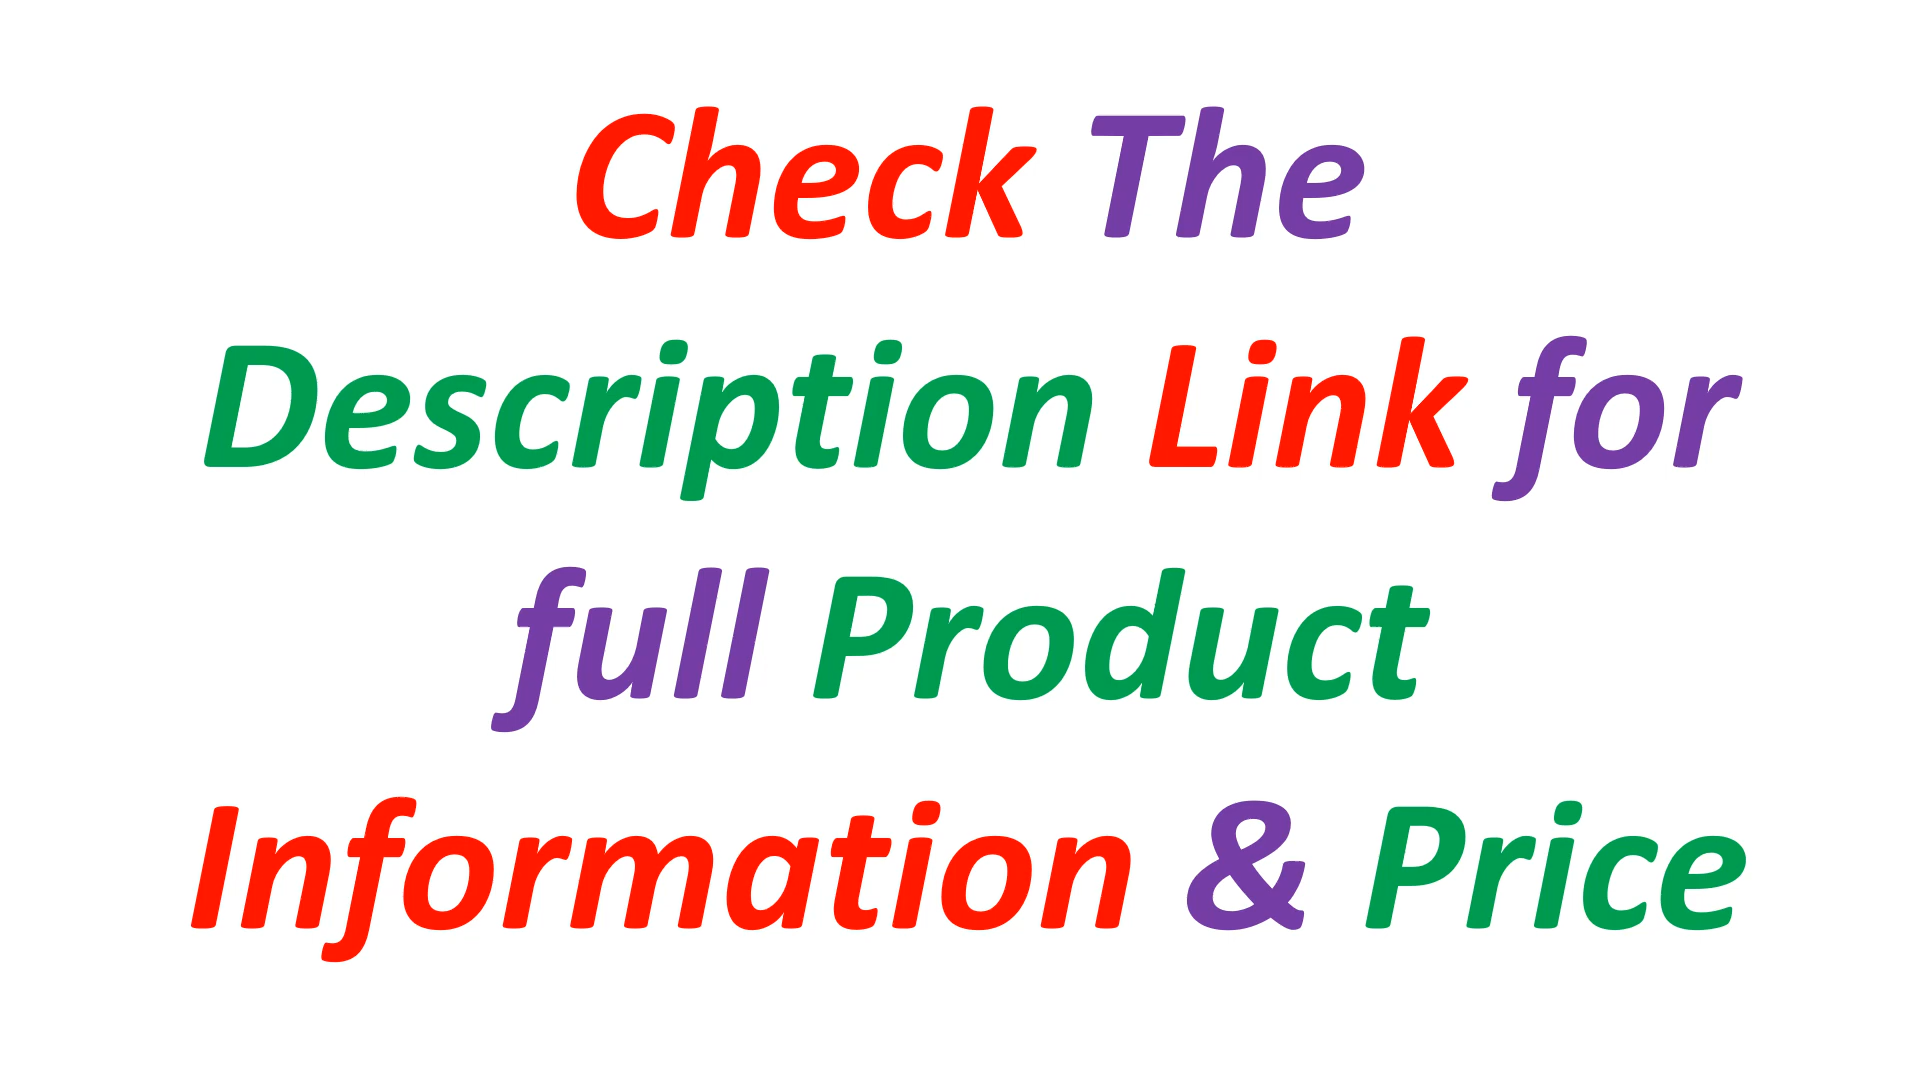 Check The
Description Link for
full Product
Information & Price